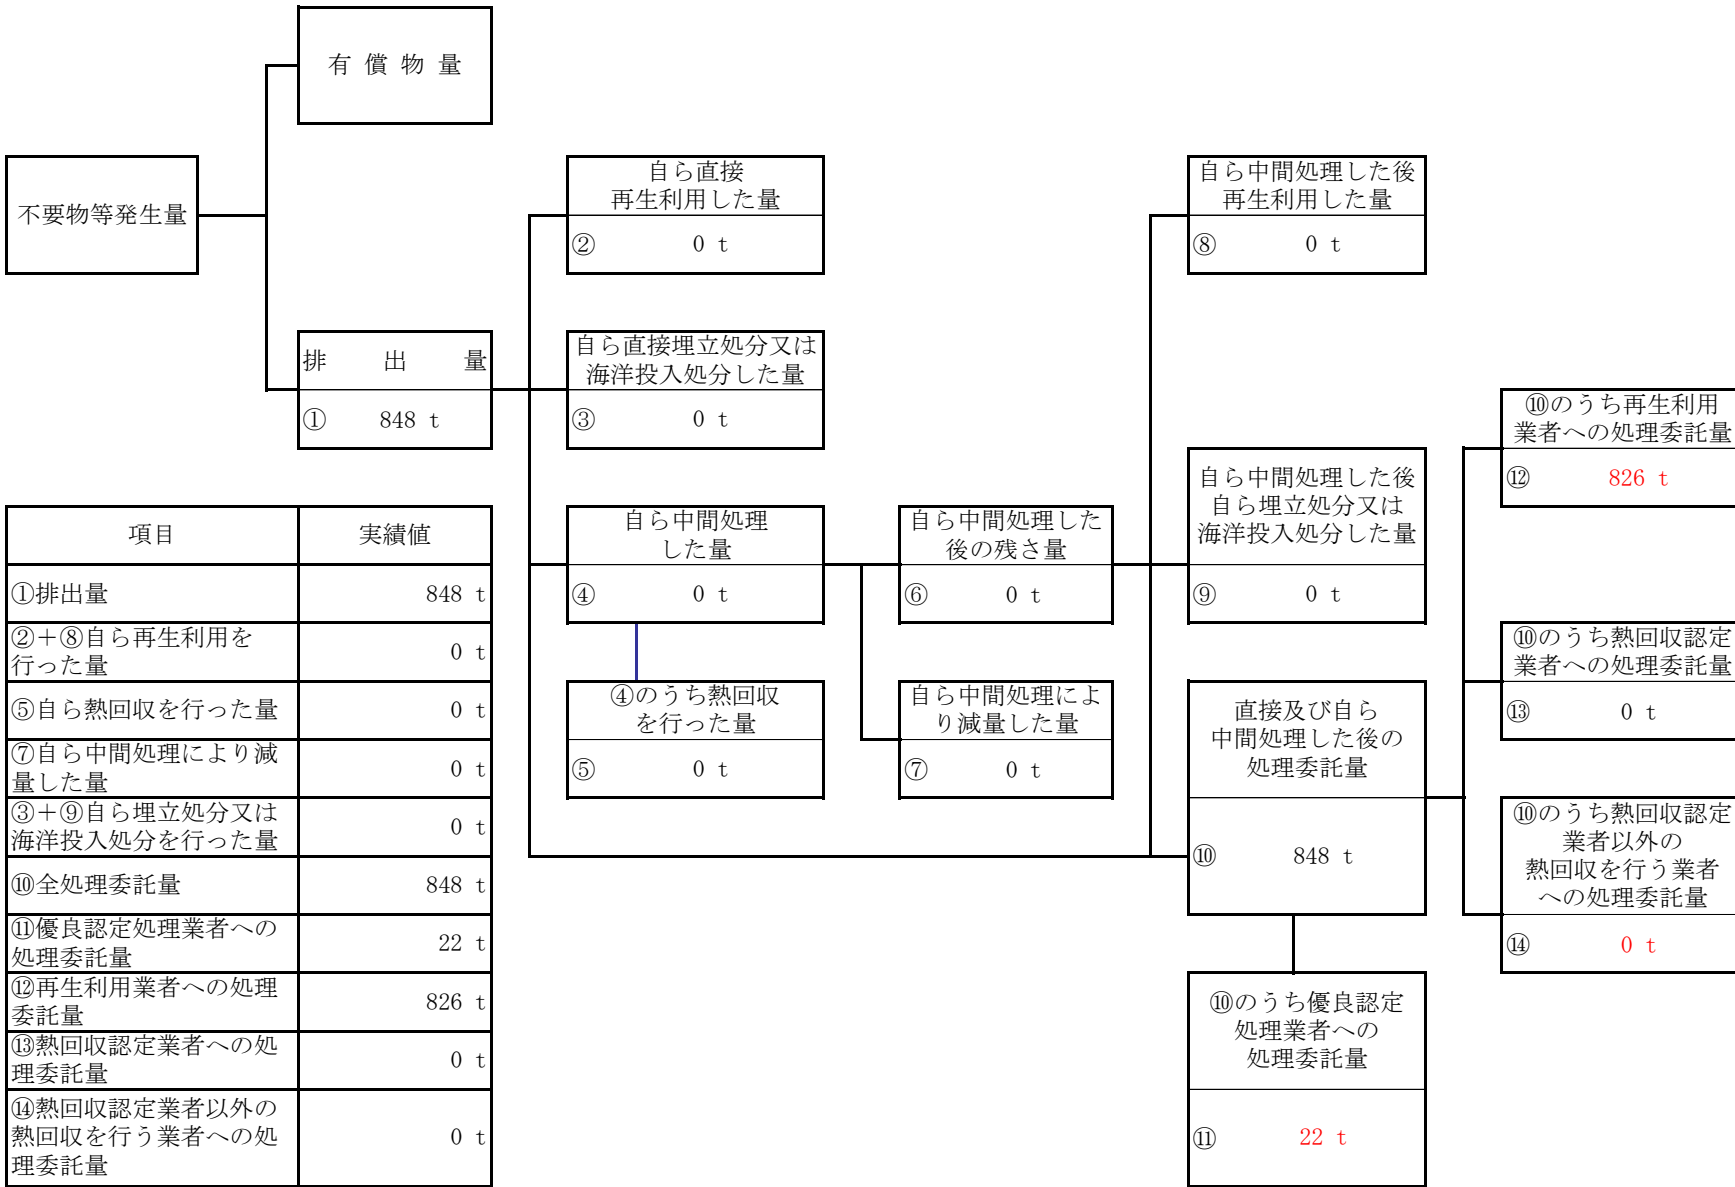 有 償 物 量
不要物等発生量
自ら直接
再生利用した量
② 0 t
自ら中間処理した後
再生利用した量
⑧ 0 t
排 出 量
① 848 t
自ら直接埋立処分又は
海洋投入処分した量
③ 0 t
⑩のうち再生利用
業者への処理委託量
⑫ 826 t
自ら中間処理
した量
④ 0 t
自ら中間処理した
後の残さ量
⑥ 0 t
自ら中間処理した後
自ら埋立処分又は
海洋投入処分した量
⑨ 0 t
⑩のうち熱回収認定
業者への処理委託量
⑬ 0 t
④のうち熱回収
を行った量
⑤ 0 t
自ら中間処理によ
り減量した量
⑦ 0 t
直接及び自ら
中間処理した後の
処理委託量
⑩ 848 t
⑩のうち熱回収認定
業者以外の
熱回収を行う業者
への処理委託量
⑭ 0 t
⑩のうち優良認定
処理業者への
処理委託量
⑪ 22 t
項目 実績値
①排出量 848 t
②＋⑧自ら再生利用を
行った量 0 t
⑤自ら熱回収を行った量 0 t
⑦自ら中間処理により減
量した量 0 t
③＋⑨自ら埋立処分又は
海洋投入処分を行った量 0 t
⑩全処理委託量 848 t
⑪優良認定処理業者への
処理委託量 22 t
⑫再生利用業者への処理
委託量 826 t
⑬熱回収認定業者への処
理委託量 0 t
⑭熱回収認定業者以外の
熱回収を行う業者への処
理委託量 0 t